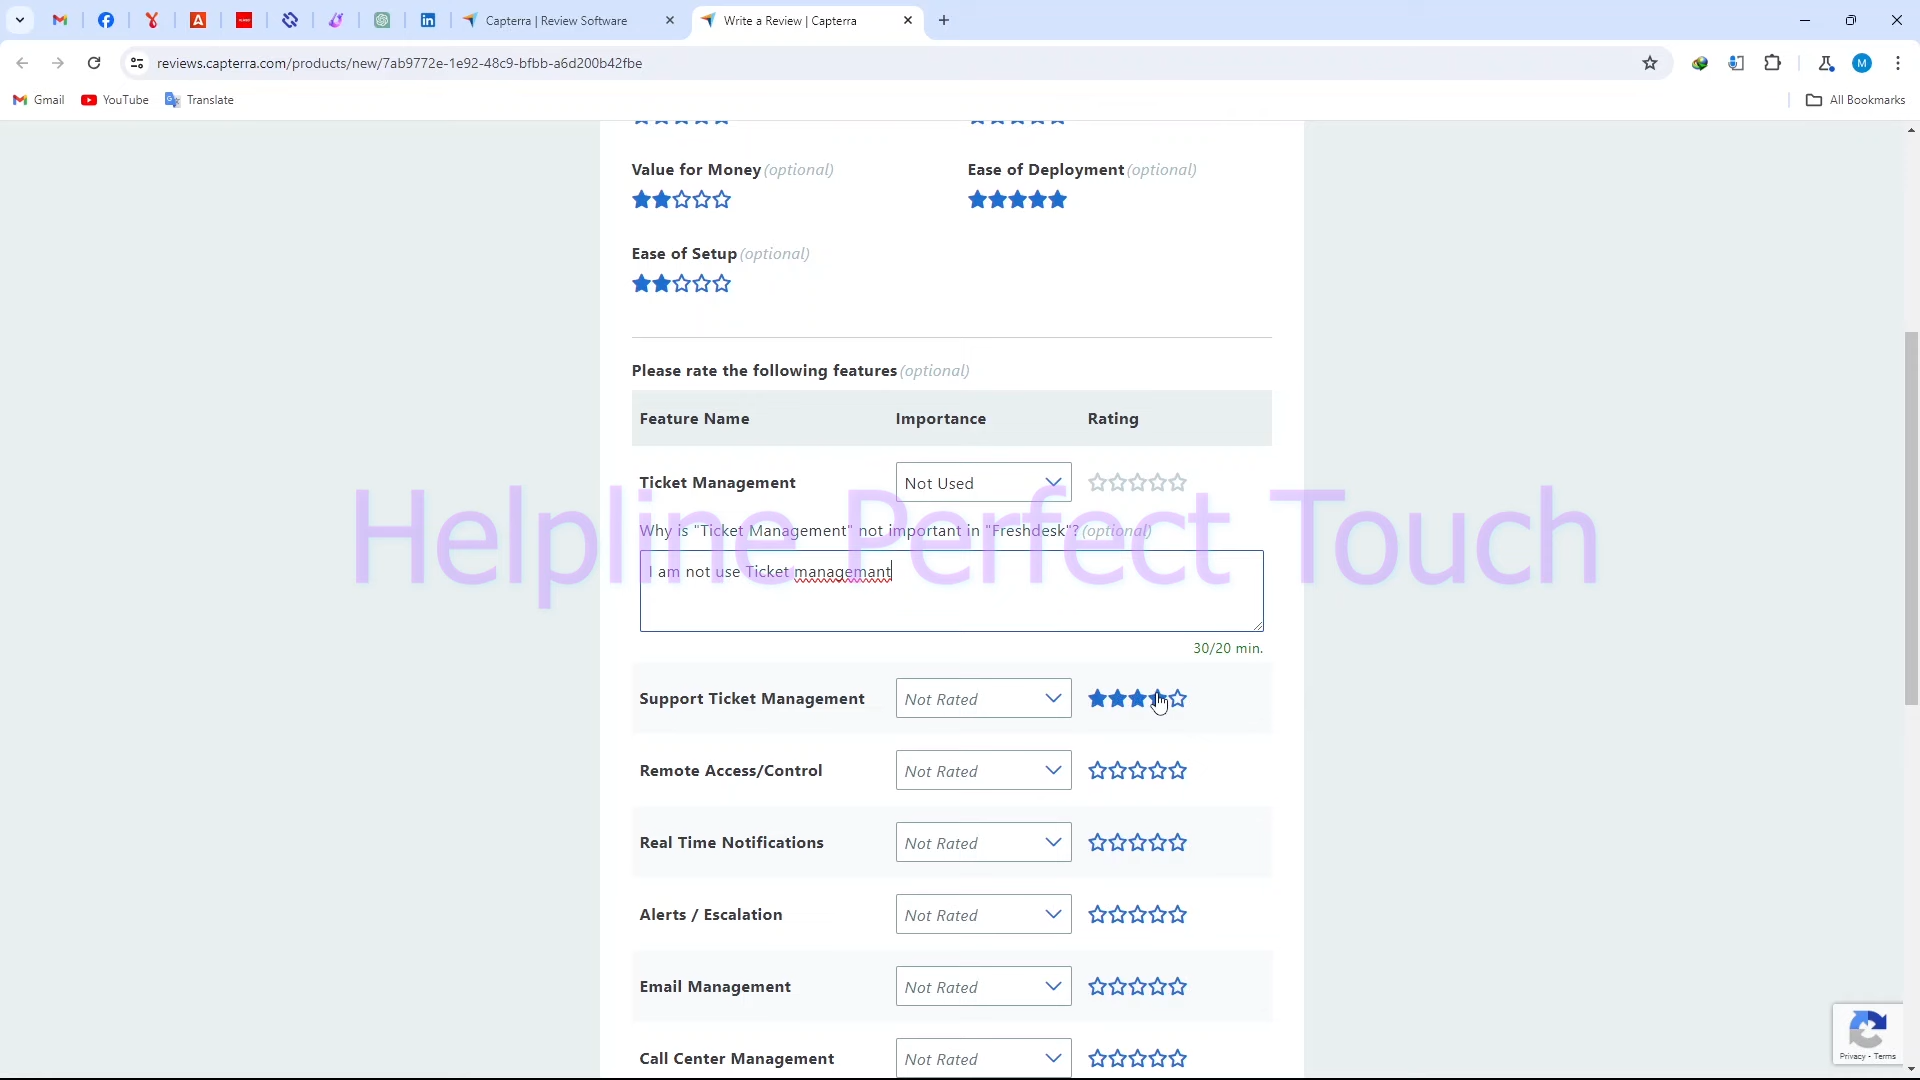 Capterra | Review Software
Write a Review | Capterra
reviews.capterra.com/products/new/7ab9772e-1e92-48c9-bfbb-a6d200b42fbe
M
Gmail
YouTube
Translate
All Bookmarks
Value for Money (optional)
Ease of Deployment (optional)
Ease of Setup (optional)
Please rate the following features (optional)
Feature Name
Importance
Rating
Ticket Management
Not Used
Helpline Perfect Touch
Why is "Ticket Management" not important in "Freshdesk"? (optional)
I am not use Ticket managemant
30/20 min.
Support Ticket Management
Not Rated
Remote Access/Control
Not Rated
Real Time Notifications
Not Rated
Alerts / Escalation
Not Rated
Email Management
Not Rated
Call Center Management
Not Rated
Privacy - Terms